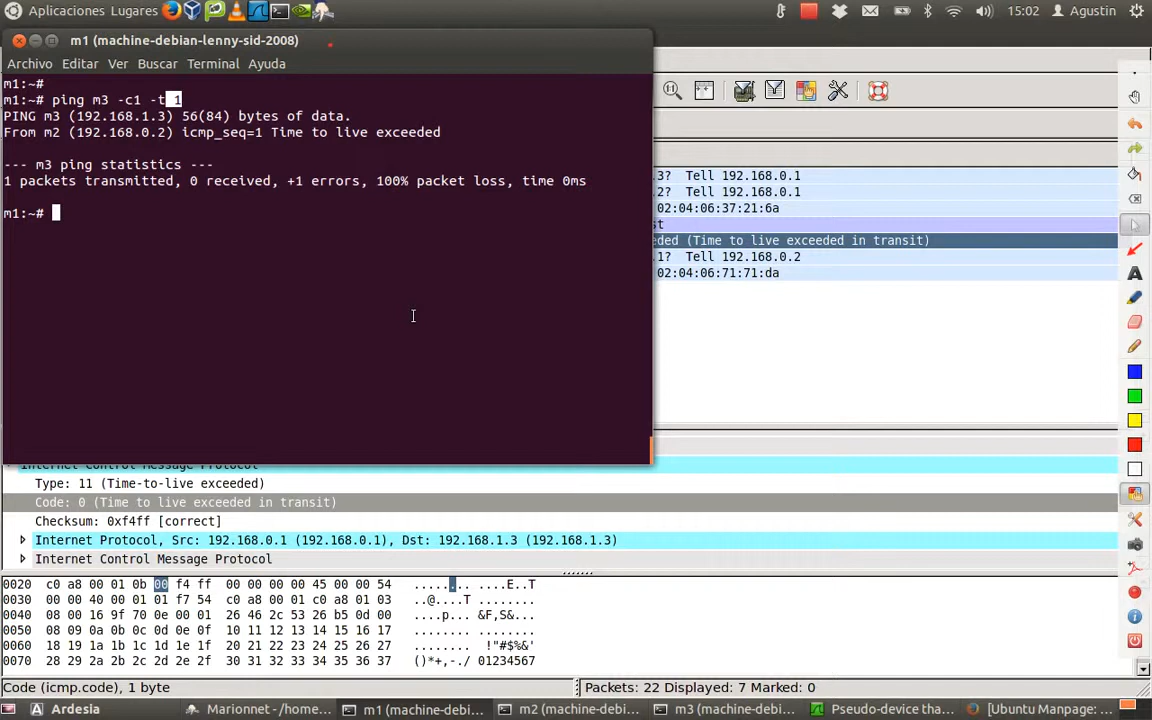 Aplicaciones Lugares
15:02
Agustin
m1 (machine-debian-lenny-sid-2008)
Archivo Editar Ver Buscar Terminal Ayuda
m1:~#
m1:~# ping m3 -c1 -t 1
PING m3 (192.168.1.3) 56(84) bytes of data.
From m2 (192.168.0.2) icmp_seq=1 Time to live exceeded
--- m3 ping statistics ---
1 packets transmitted, 0 received, +1 errors, 100% packet loss, time 0ms
m1:~#
.3? Tell 192.168.0.1
.2? Tell 192.168.0.1
02:04:06:37:21:6a
st
eded (Time to live exceeded in transit)
.1? Tell 192.168.0.2
02:04:06:71:71:da
Internet Control Message Protocol
Type: 11 (Time-to-live exceeded)
Code: 0 (Time to live exceeded in transit)
Checksum: 0xf4ff [correct]
Internet Protocol, Src: 192.168.0.1 (192.168.0.1), Dst: 192.168.1.3 (192.168.1.3)
Internet Control Message Protocol
0020 c0 a8 00 01 0b 00 f4 ff 00 00 00 00 45 00 00 54 ........ ....E..T
0030 00 00 40 00 01 01 f7 54 c0 a8 00 01 c0 a8 01 03 ..@....T ........
0040 08 00 16 9f 70 0e 00 01 26 46 2c 53 26 b5 0d 00 ....p... &F,S&...
0050 08 09 0a 0b 0c 0d 0e 0f 10 11 12 13 14 15 16 17 ........ ........
0060 18 19 1a 1b 1c 1d 1e 1f 20 21 22 23 24 25 26 27 ........ !"#$%&'
0070 28 29 2a 2b 2c 2d 2e 2f 30 31 32 33 34 35 36 37 ()*+,-./ 01234567
Code (icmp.code), 1 byte
Packets: 22 Displayed: 7 Marked: 0
Ardesia
Marionnet - /home...
m1 (machine-debi...
m2 (machine-debi...
m3 (machine-debi...
Pseudo-device tha...
[Ubuntu Manpage: ...